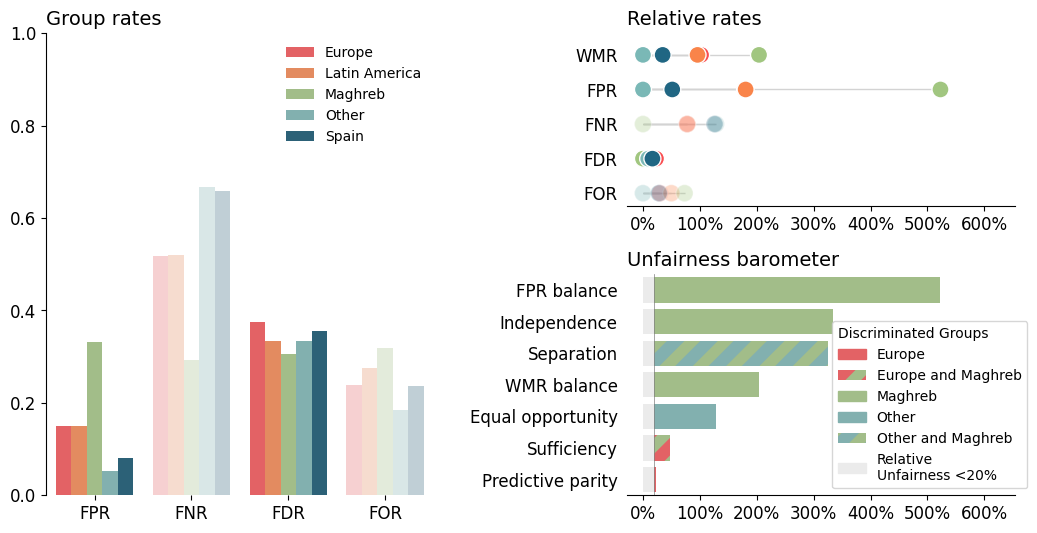 Group rates
1.0
0.8
0.6
0.4
0.2
0.0
FPR
FNR
FDR
FOR
Europe
Latin America
Maghreb
Other
Spain
Relative rates
WMR
FPR
FNR
FDR
FOR
0% 100% 200% 300% 400% 500% 600%
Unfairness barometer
FPR balance
Independence
Separation
WMR balance
Equal opportunity
Sufficiency
Predictive parity
0% 100% 200% 300% 400% 500% 600%
Discriminated Groups
Europe
Europe and Maghreb
Maghreb
Other
Other and Maghreb
Relative
Unfairness <20%